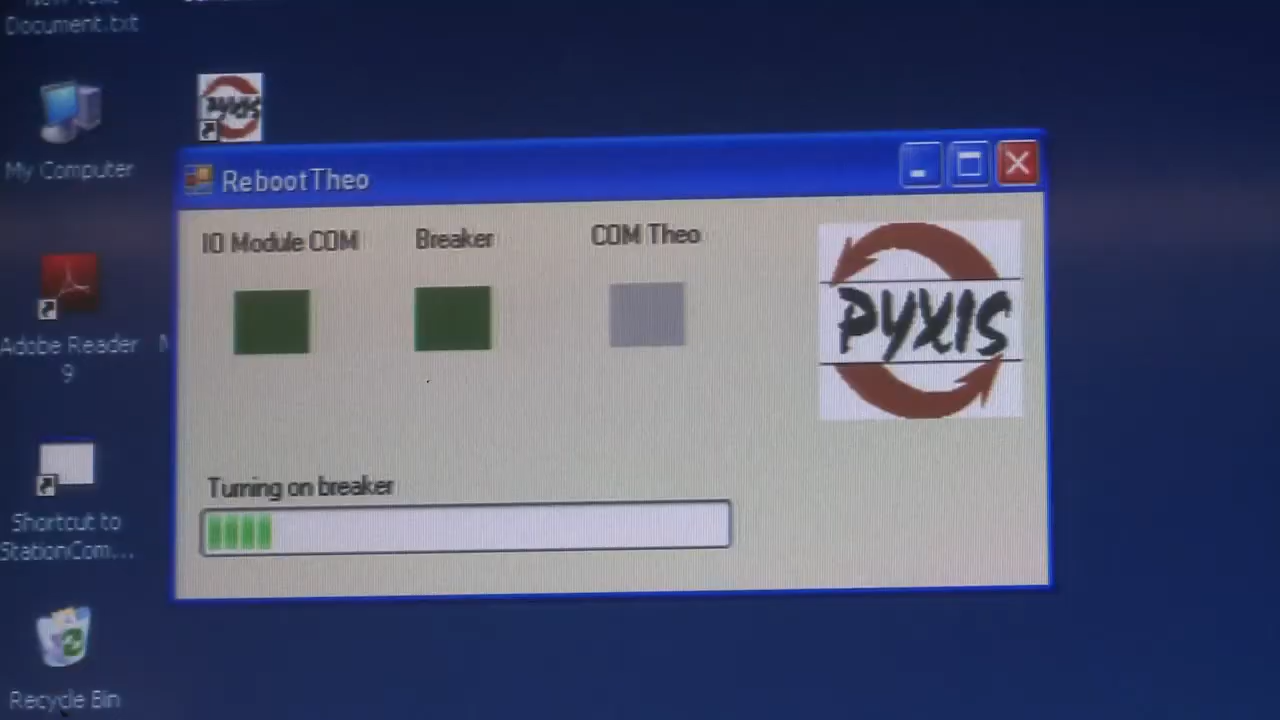 Document.txt
PYXIS
My Computer
RebootTheo
IO Module COM
Breaker
COM Theo
PYXIS
Adobe Reader
9
Turning on breaker
Shortcut to
StationCom...
Recycle Bin